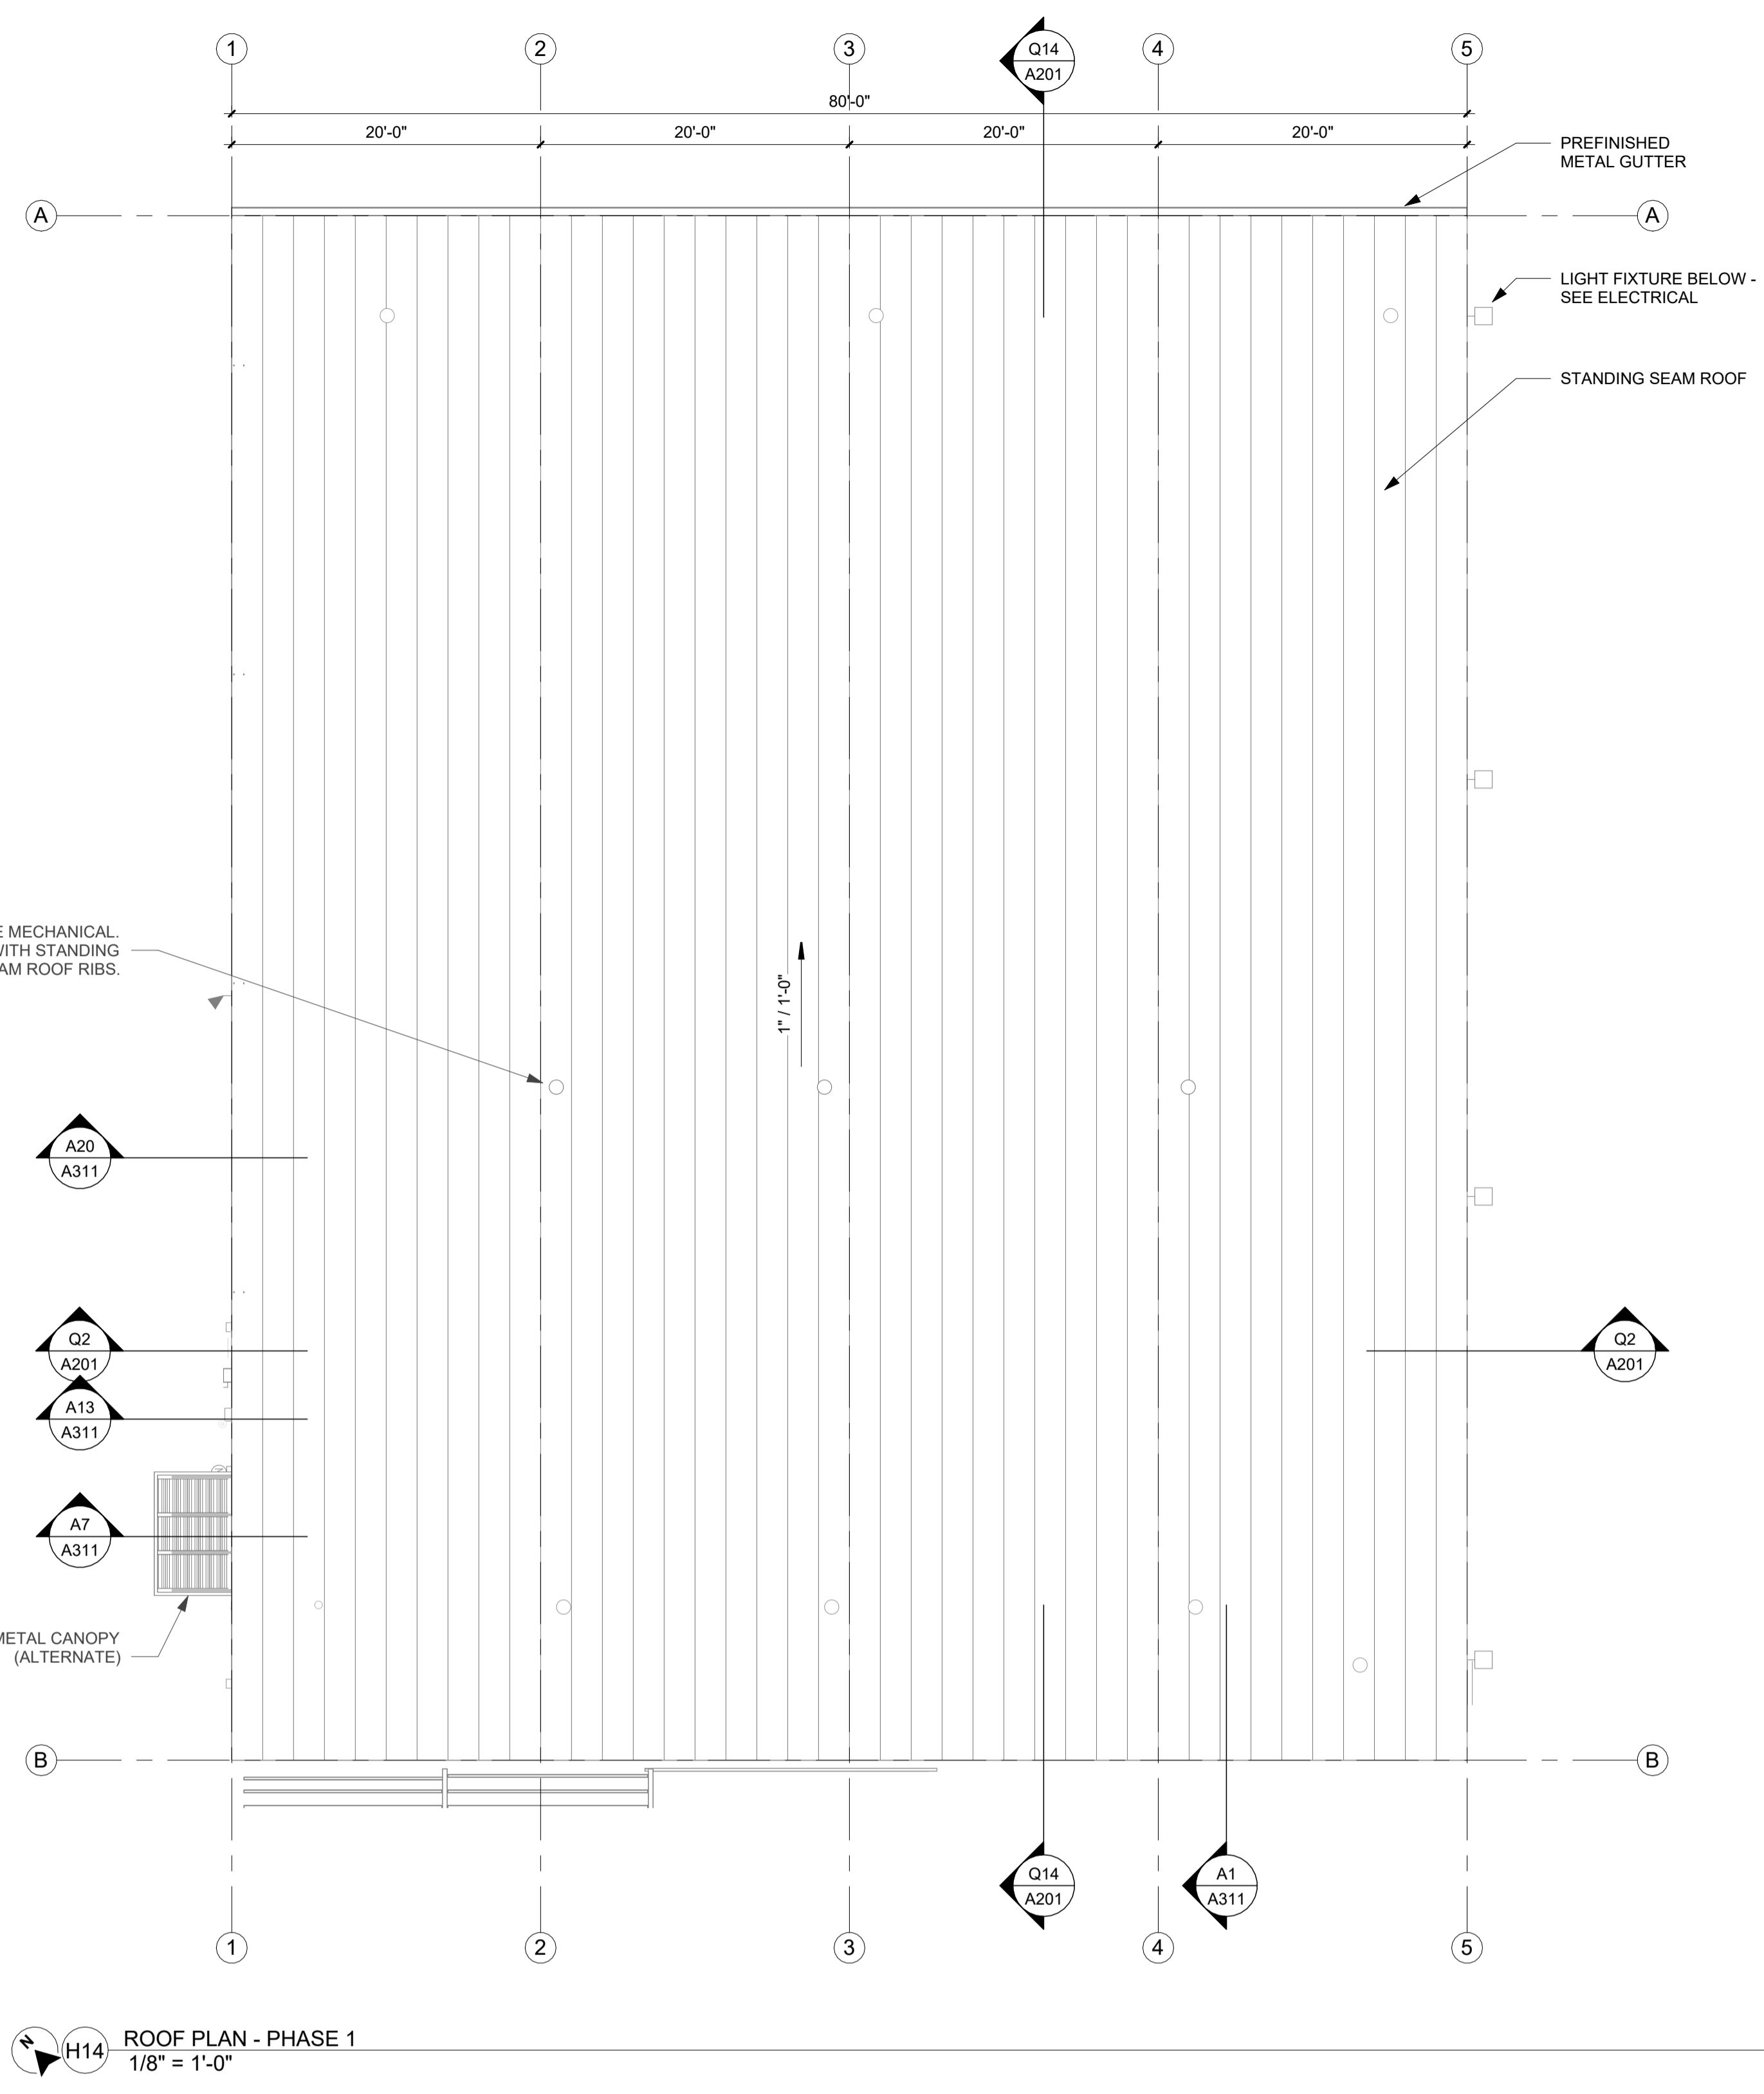 1
2
3
Q14
A201
4
5
80'-0"
20'-0"
20'-0"
20'-0"
20'-0"
PREFINISHED
METAL GUTTER
A
A
LIGHT FIXTURE BELOW -
SEE ELECTRICAL
STANDING SEAM ROOF
MECHANICAL.
WITH STANDING
ROOF RIBS.
1" / 1'-0"
A20
A311
Q2
A201
Q2
A201
A13
A311
A7
A311
METAL CANOPY
(ALTERNATE)
B
B
Q14
A201
A1
A311
1
2
3
4
5
N
H14
ROOF PLAN - PHASE 1
1/8" = 1'-0"